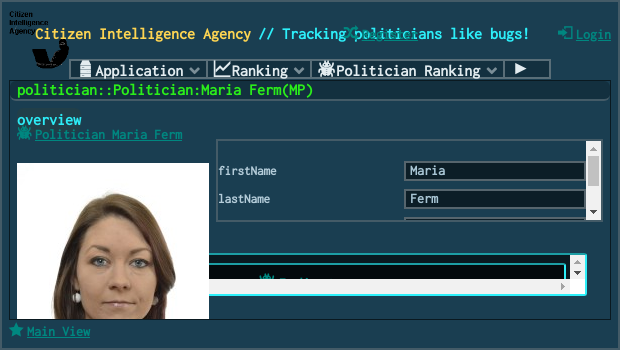 Citizen
Intelligence
Agency
Citizen Intelligence Agency // Tracking politicians like bugs!
Register
Login
Application
Ranking
Politician Ranking
politician::Politician:Maria Ferm(MP)
overview
Politician Maria Ferm
firstName
Maria
lastName
Ferm
Main View